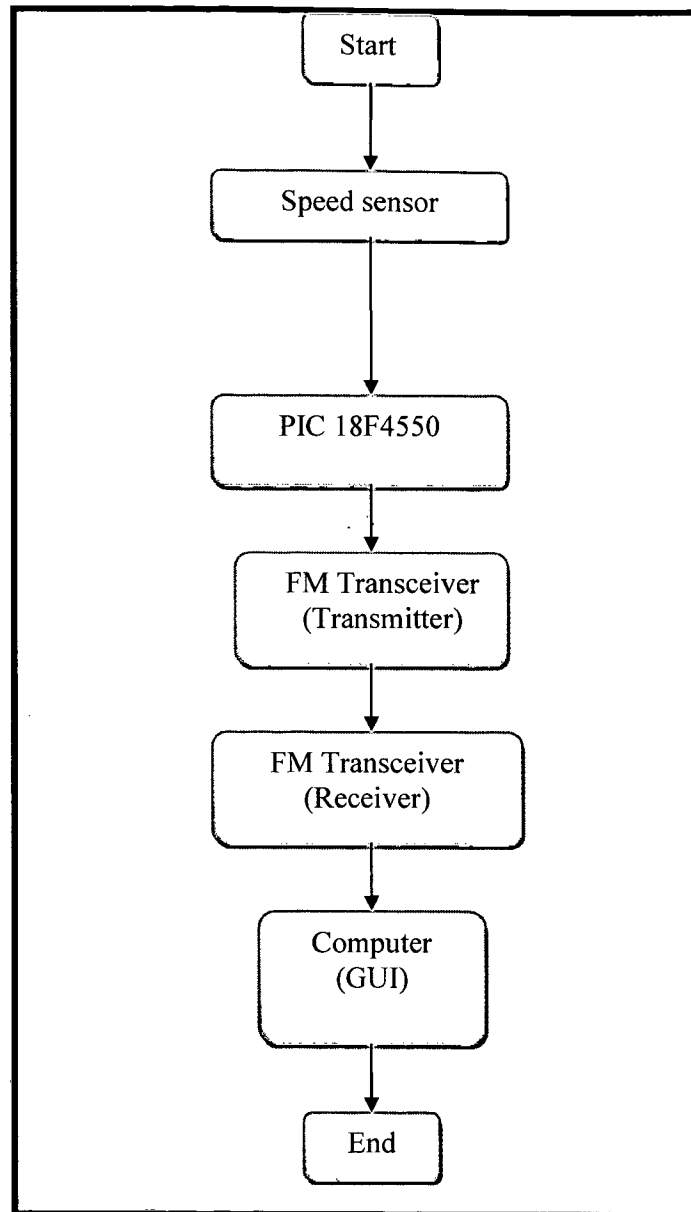 Start
Speed sensor
PIC 18F4550
FM Transceiver
(Transmitter)
FM Transceiver
(Receiver)
Computer
(GUI)
End